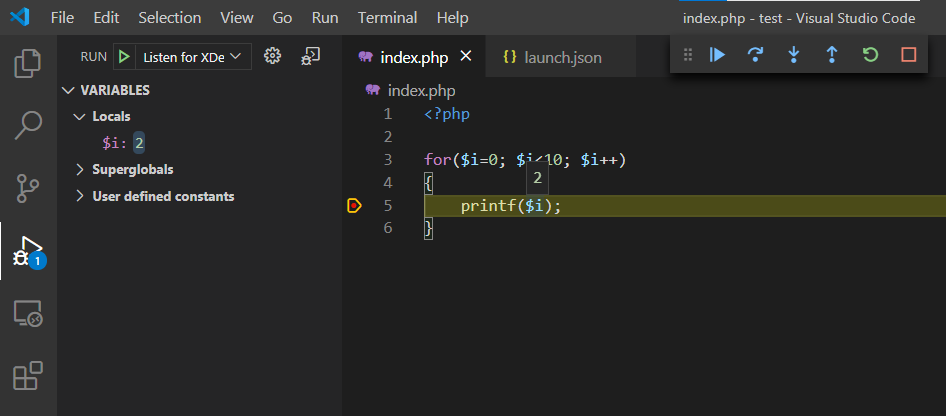 File Edit Selection View Go Run Terminal Help
index.php - test - Visual Studio Code
RUN Listen for XDe
index.php
{} launch.json
VARIABLES
Locals
$i: 2
Superglobals
User defined constants
1
index.php
1 <?php
2
3 for($i=0; $i<10; $i++)
4 {
2
5 printf($i);
6 }